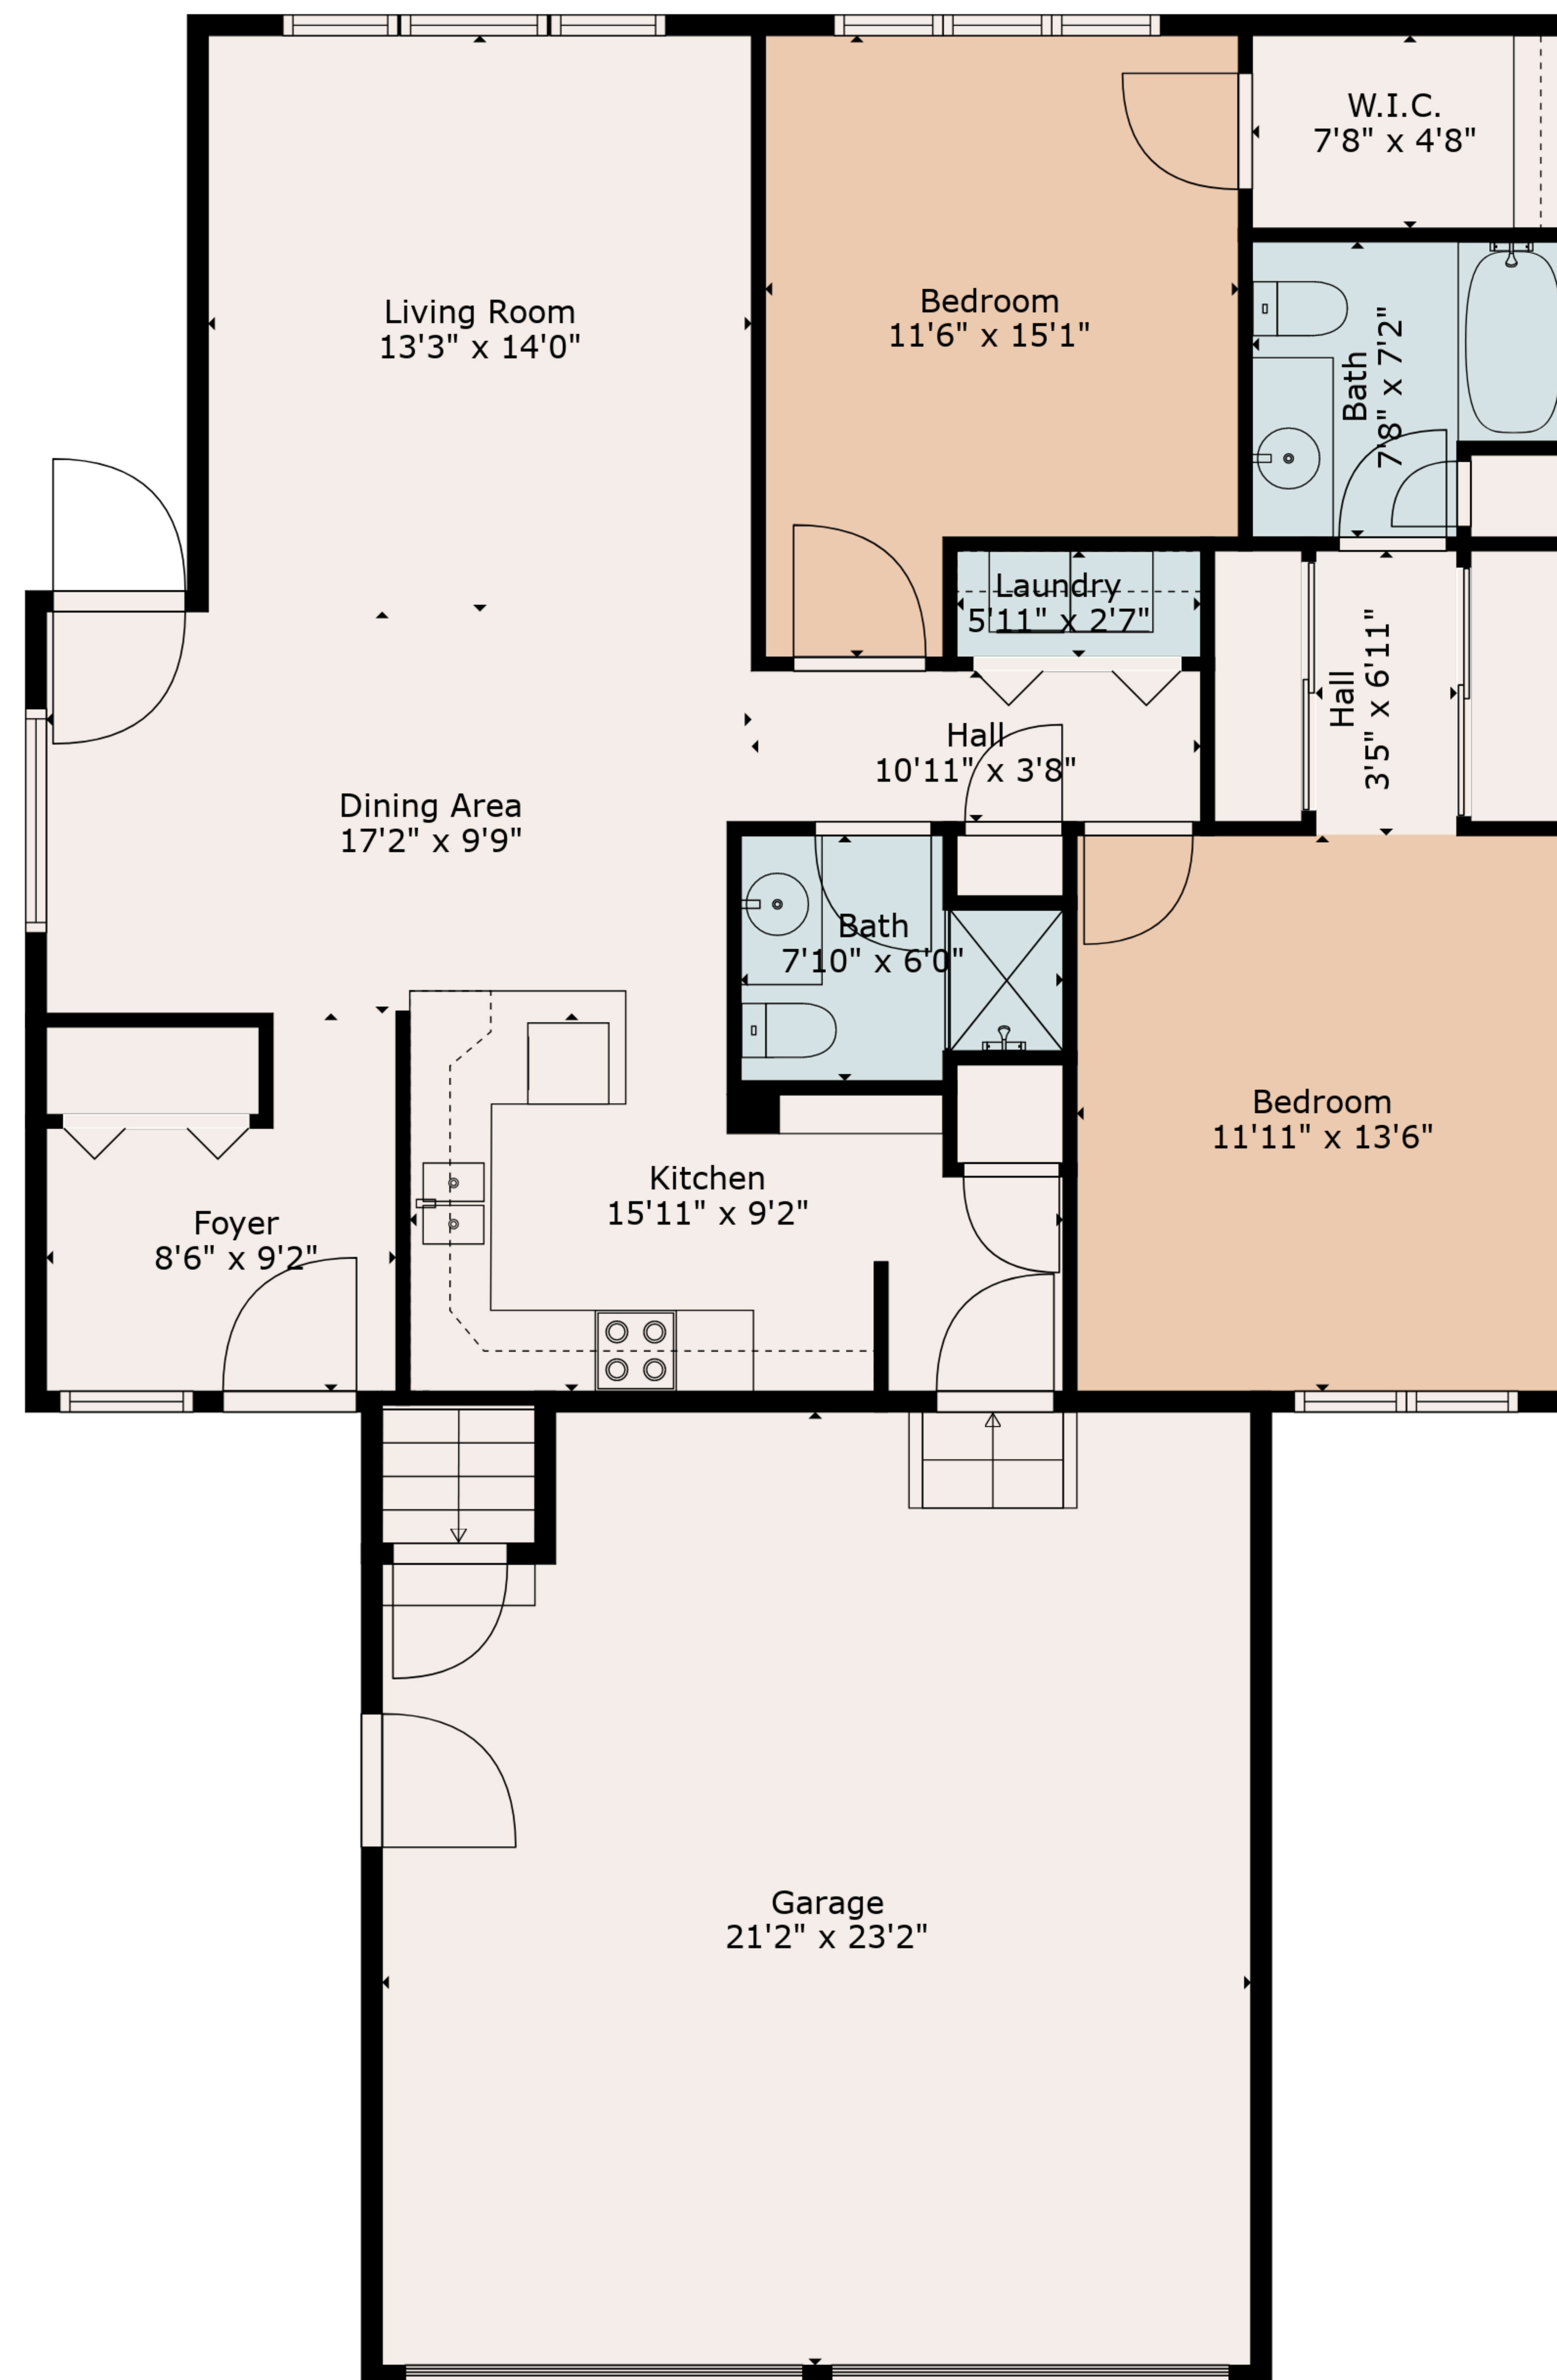 W.I.C.
7'8" x 4'8"
Living Room
13'3" x 14'0"
Bedroom
11'6" x 15'1"
Bath
7'8" x 7'2"
Laundry
5'11" x 2'7"
Hall
3'5" x 6'11"
Hall
10'11" x 3'8"
Dining Area
17'2" x 9'9"
Bath
7'10" x 6'0"
Bedroom
11'11" x 13'6"
Kitchen
15'11" x 9'2"
Foyer
8'6" x 9'2"
Garage
21'2" x 23'2"